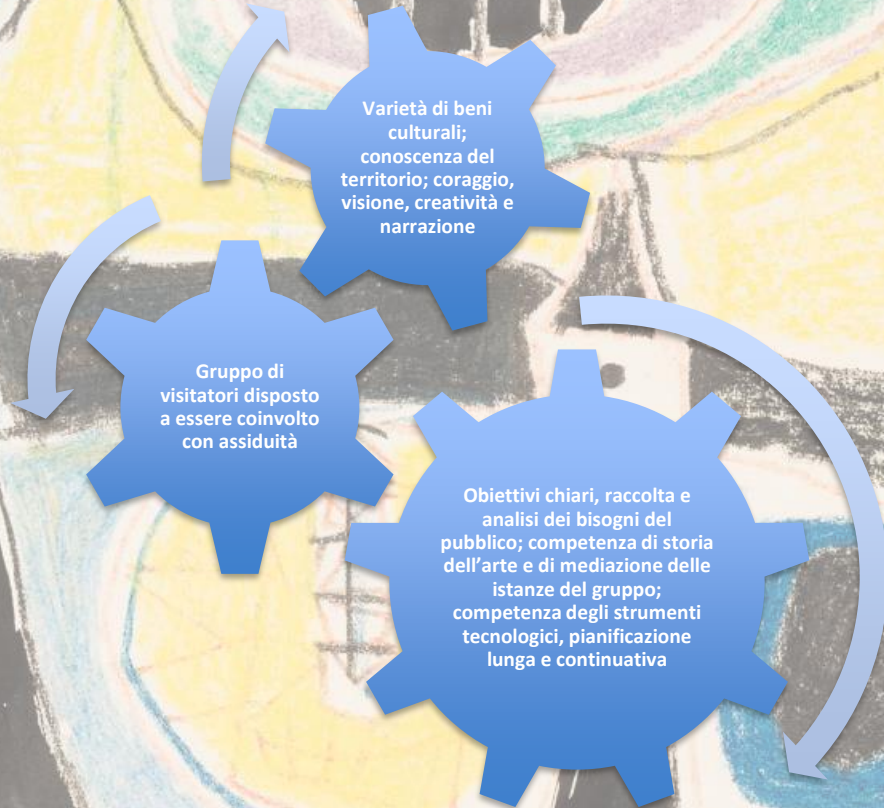 Varietà di beni
culturali;
conoscenza del
territorio; coraggio,
visione, creatività e
narrazione
Gruppo di
visitatori disposto
a essere coinvolto
con assiduità
Obiettivi chiari, raccolta e
analisi dei bisogni del
pubblico; competenza di storia
dell’arte e di mediazione delle
istanze del gruppo;
competenza degli strumenti
tecnologici, pianificazione
lunga e continuativa